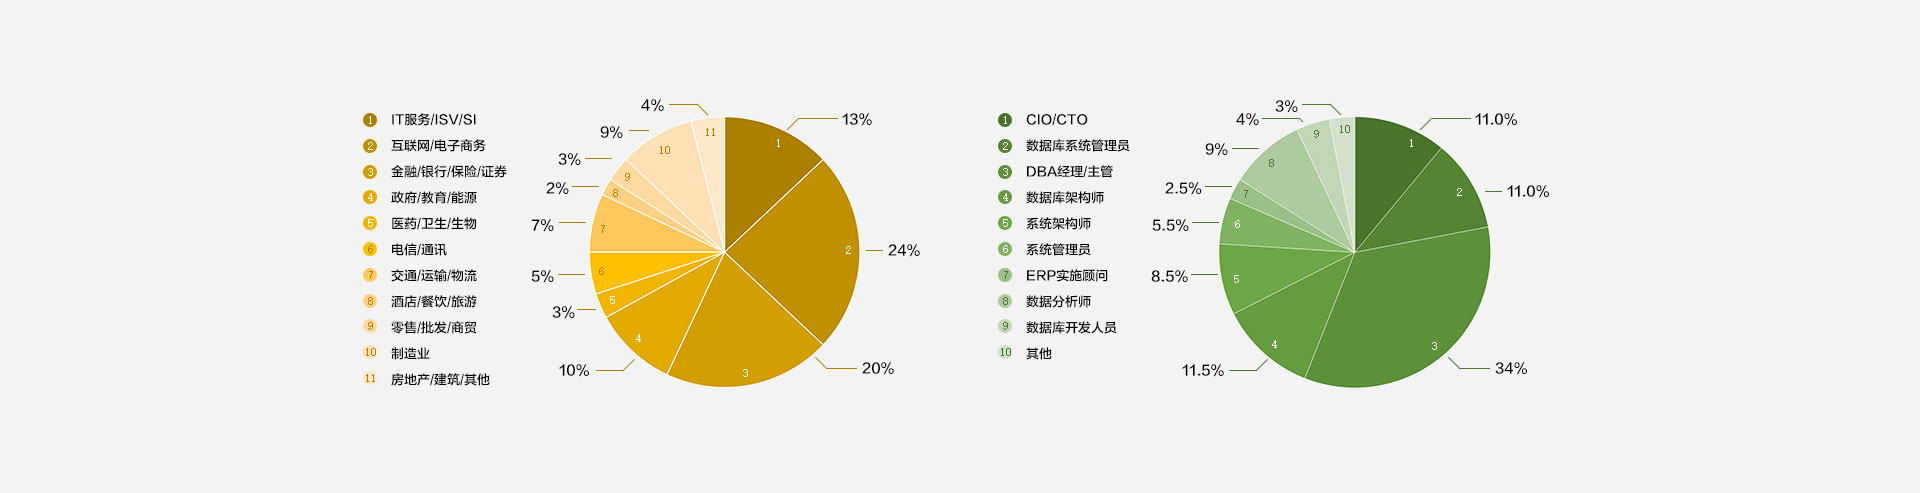 1 IT服务/ISV/SI
2 互联网/电子商务
3 金融/银行/保险/证券
4 政府/教育/能源
5 医药/卫生/生物
6 电信/通讯
7 交通/运输/物流
8 酒店/餐饮/旅游
9 零售/批发/商贸
10 制造业
11 房地产/建筑/其他
4%
13%
9%
3%
2%
7%
24%
5%
3%
10%
20%
11
1
10
9
8
7
2
6
5
4
3
1 CIO/CTO
2 数据库系统管理员
3 DBA经理/主管
4 数据库架构师
5 系统架构师
6 系统管理员
7 ERP实施顾问
8 数据分析师
9 数据库开发人员
10 其他
3%
4%
11.0%
9%
2.5%
11.0%
5.5%
8.5%
11.5%
34%
10
9
1
8
7
2
6
5
4
3